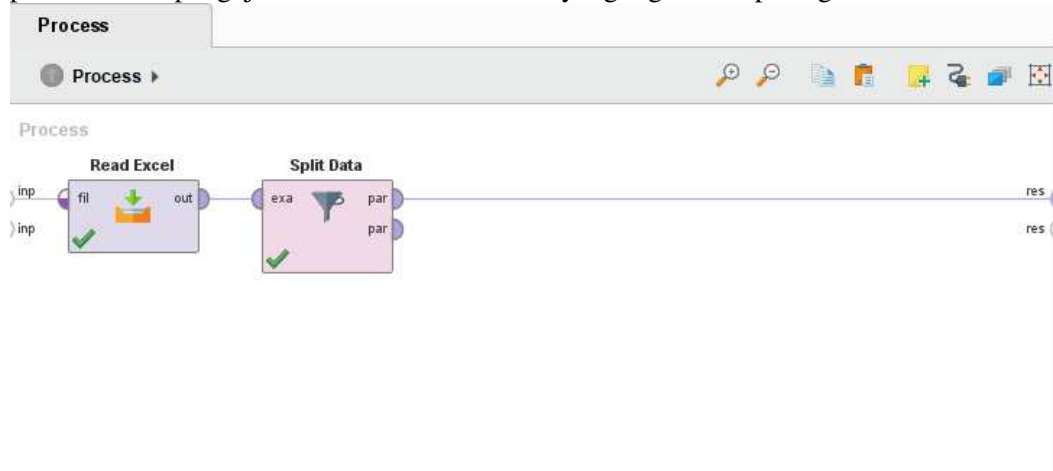 Process
Process
Process
Read Excel
Split Data
inp
fil
out
exa
par
res
inp
par
res